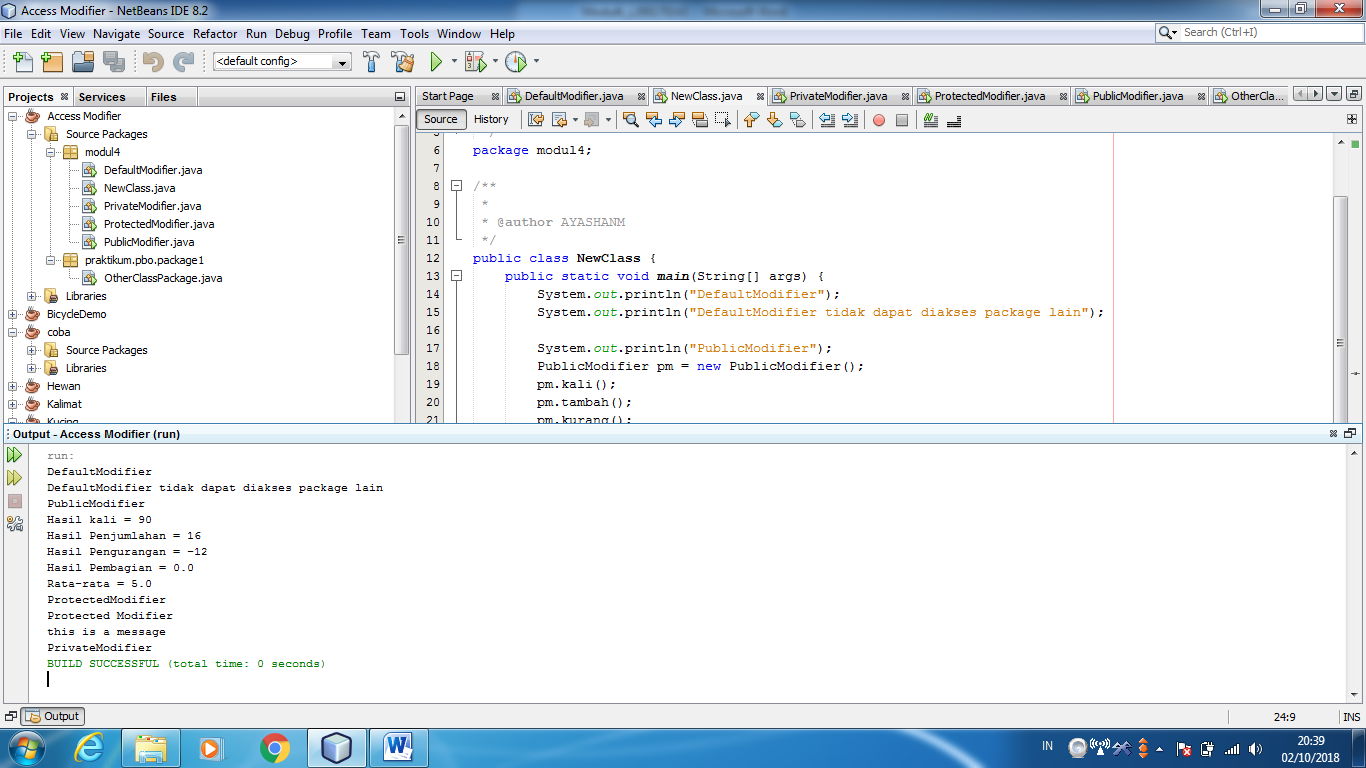 Access Modifier - NetBeans IDE 8.2
File Edit View Navigate Source Refactor Run Debug Profile Team Tools Window Help
Search (Ctrl+I)
<default config>
Projects Services Files
Start Page DefaultModifier.java NewClass.java PrivateModifier.java ProtectedModifier.java PublicModifier.java OtherCla...
Source History
Access Modifier
Source Packages
modul4
DefaultModifier.java
NewClass.java
PrivateModifier.java
ProtectedModifier.java
PublicModifier.java
praktikum.pbo.package1
OtherClassPackage.java
Libraries
BicycleDemo
coba
Source Packages
Libraries
Hewan
Kalimat
Kucing
5 */
6 package modul4;
7
8 /**
9 *
10 * @author AYASHANM
11 */
12 public class NewClass {
13 public static void main(String[] args) {
14 System.out.println("DefaultModifier");
15 System.out.println("DefaultModifier tidak dapat diakses package lain");
16
17 System.out.println("PublicModifier");
18 PublicModifier pm = new PublicModifier();
19 pm.kali();
20 pm.tambah();
21 pm.kurang();
Output - Access Modifier (run)
run:
DefaultModifier
DefaultModifier tidak dapat diakses package lain
PublicModifier
Hasil kali = 90
Hasil Penjumlahan = 16
Hasil Pengurangan = -12
Hasil Pembagian = 0.0
Rata-rata = 5.0
ProtectedModifier
Protected Modifier
this is a message
PrivateModifier
BUILD SUCCESSFUL (total time: 0 seconds)
Output
24:9 INS
IN
20:39
02/10/2018